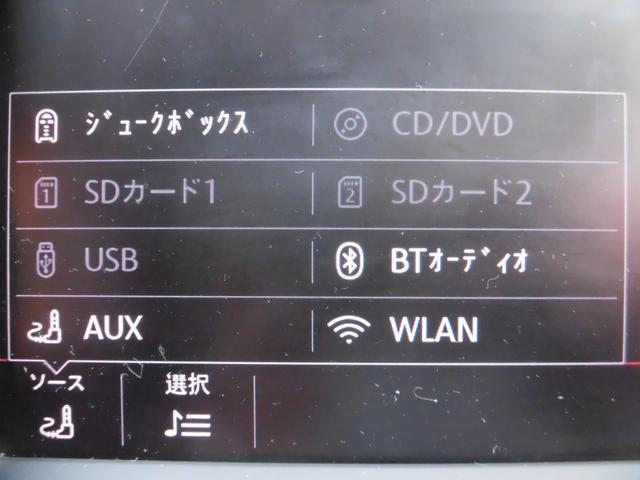 ｼﾞｭｰｸﾎﾞｯｸｽ CD/DVD
SDカード1 SDカード2
USB BTｵｰﾃﾞｨｵ
AUX WLAN
ソース 選択